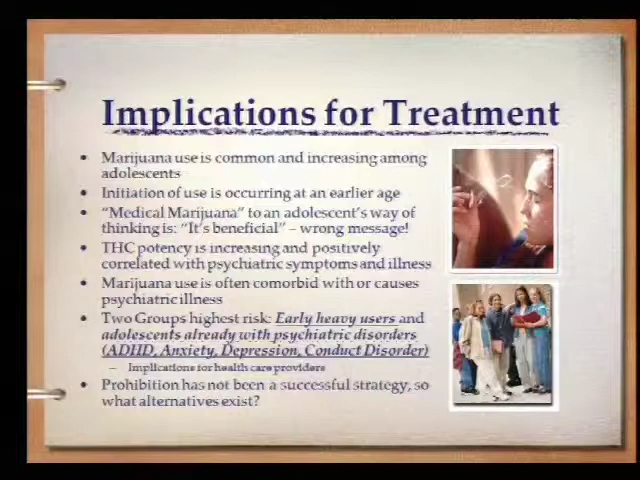 Implications for Treatment
• Marijuana use is common and increasing among
adolescents
• Initiation of use is occurring at an earlier age
• "Medical Marijuana" to an adolescent's way of
thinking is: "It's beneficial" – wrong message!
• THC potency is increasing and positively
correlated with psychiatric symptoms and illness
• Marijuana use is often comorbid with or causes
psychiatric illness
• Two Groups highest risk: Early heavy users and
adolescents already with psychiatric disorders
(ADHD, Anxiety, Depression, Conduct Disorder)
– Implications for health care providers
• Prohibition has not been a successful strategy, so
what alternatives exist?